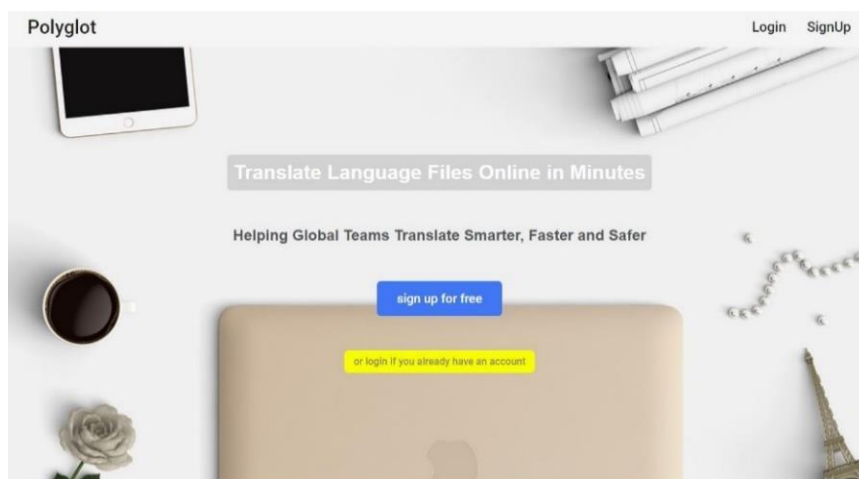 Polyglot
Login SignUp
Translate Language Files Online in Minutes
Helping Global Teams Translate Smarter, Faster and Safer
sign up for free
or login if you already have an account